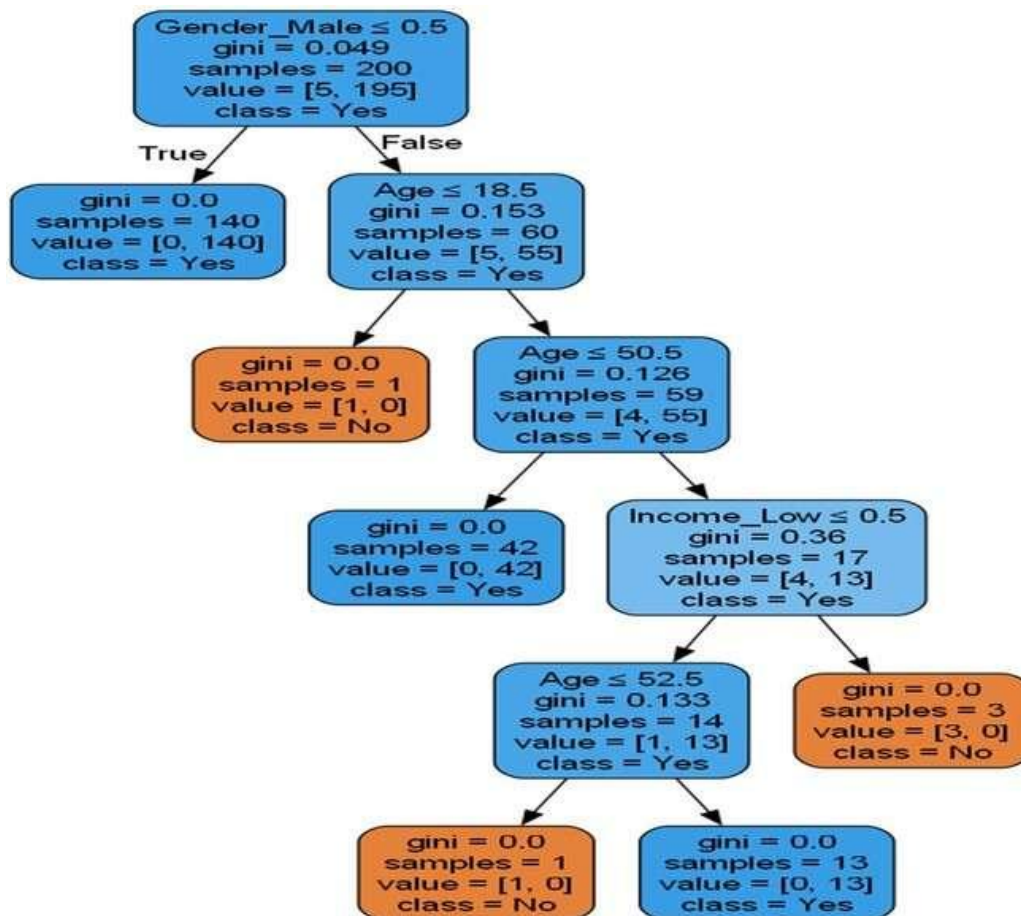 Gender_Male ≤ 0.5
gini = 0.049
samples = 200
value = [5, 195]
class = Yes
True
False
gini = 0.0
samples = 140
value = [0, 140]
class = Yes
Age ≤ 18.5
gini = 0.153
samples = 60
value = [5, 55]
class = Yes
gini = 0.0
samples = 1
value = [1, 0]
class = No
Age ≤ 50.5
gini = 0.126
samples = 59
value = [4, 55]
class = Yes
gini = 0.0
samples = 42
value = [0, 42]
class = Yes
Income_Low ≤ 0.5
gini = 0.36
samples = 17
value = [4, 13]
class = Yes
Age ≤ 52.5
gini = 0.133
samples = 14
value = [1, 13]
class = Yes
gini = 0.0
samples = 3
value = [3, 0]
class = No
gini = 0.0
samples = 1
value = [1, 0]
class = No
gini = 0.0
samples = 13
value = [0, 13]
class = Yes